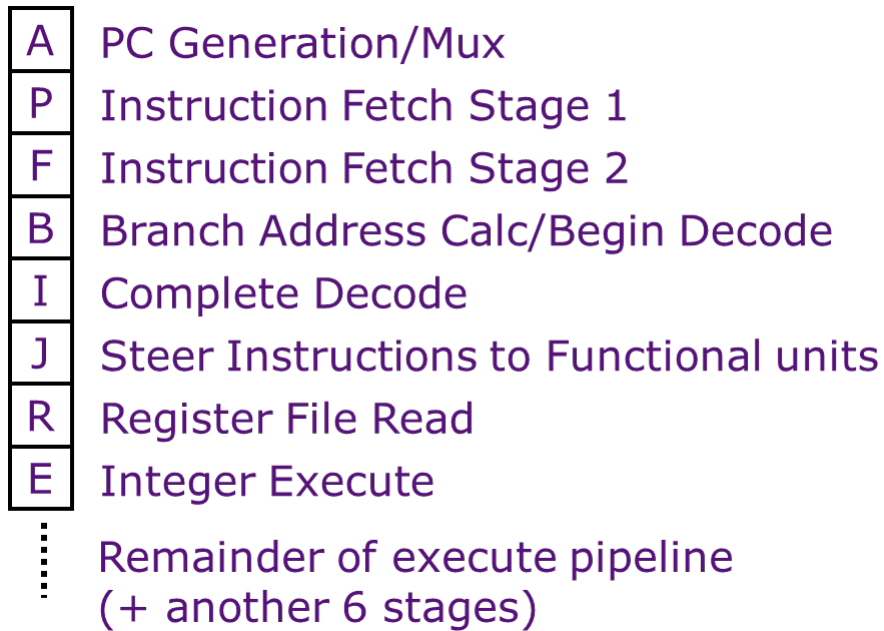 A PC Generation/Mux
P Instruction Fetch Stage 1
F Instruction Fetch Stage 2
B Branch Address Calc/Begin Decode
I Complete Decode
J Steer Instructions to Functional units
R Register File Read
E Integer Execute
Remainder of execute pipeline
(+ another 6 stages)